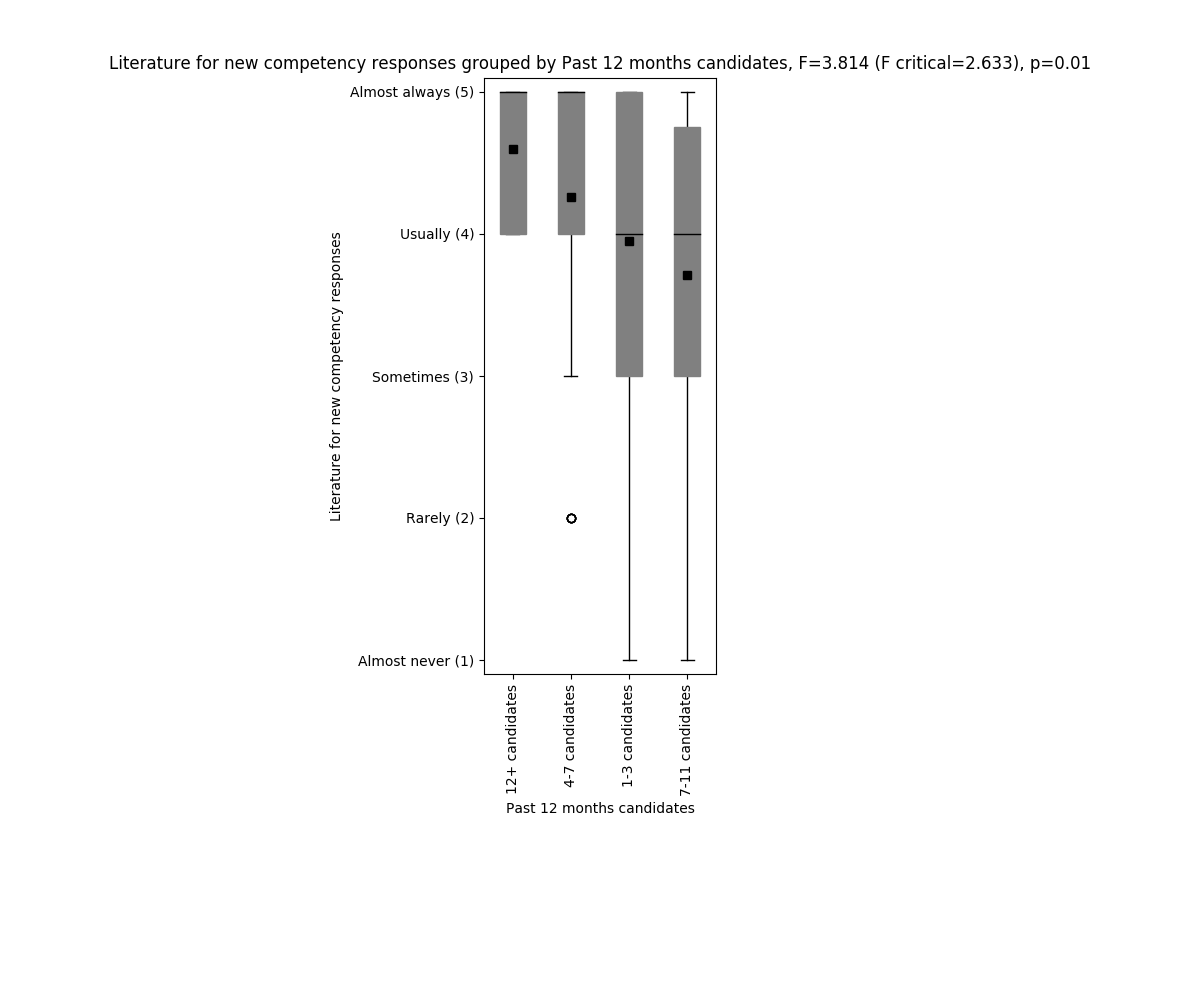 Literature for new competency responses grouped by Past 12 months candidates, F=3.814 (F critical=2.633), p=0.01
Almost always (5)
Usually (4)
Sometimes (3)
Rarely (2)
Almost never (1)
Literature for new competency responses
12+ candidates
4-7 candidates
1-3 candidates
7-11 candidates
Past 12 months candidates